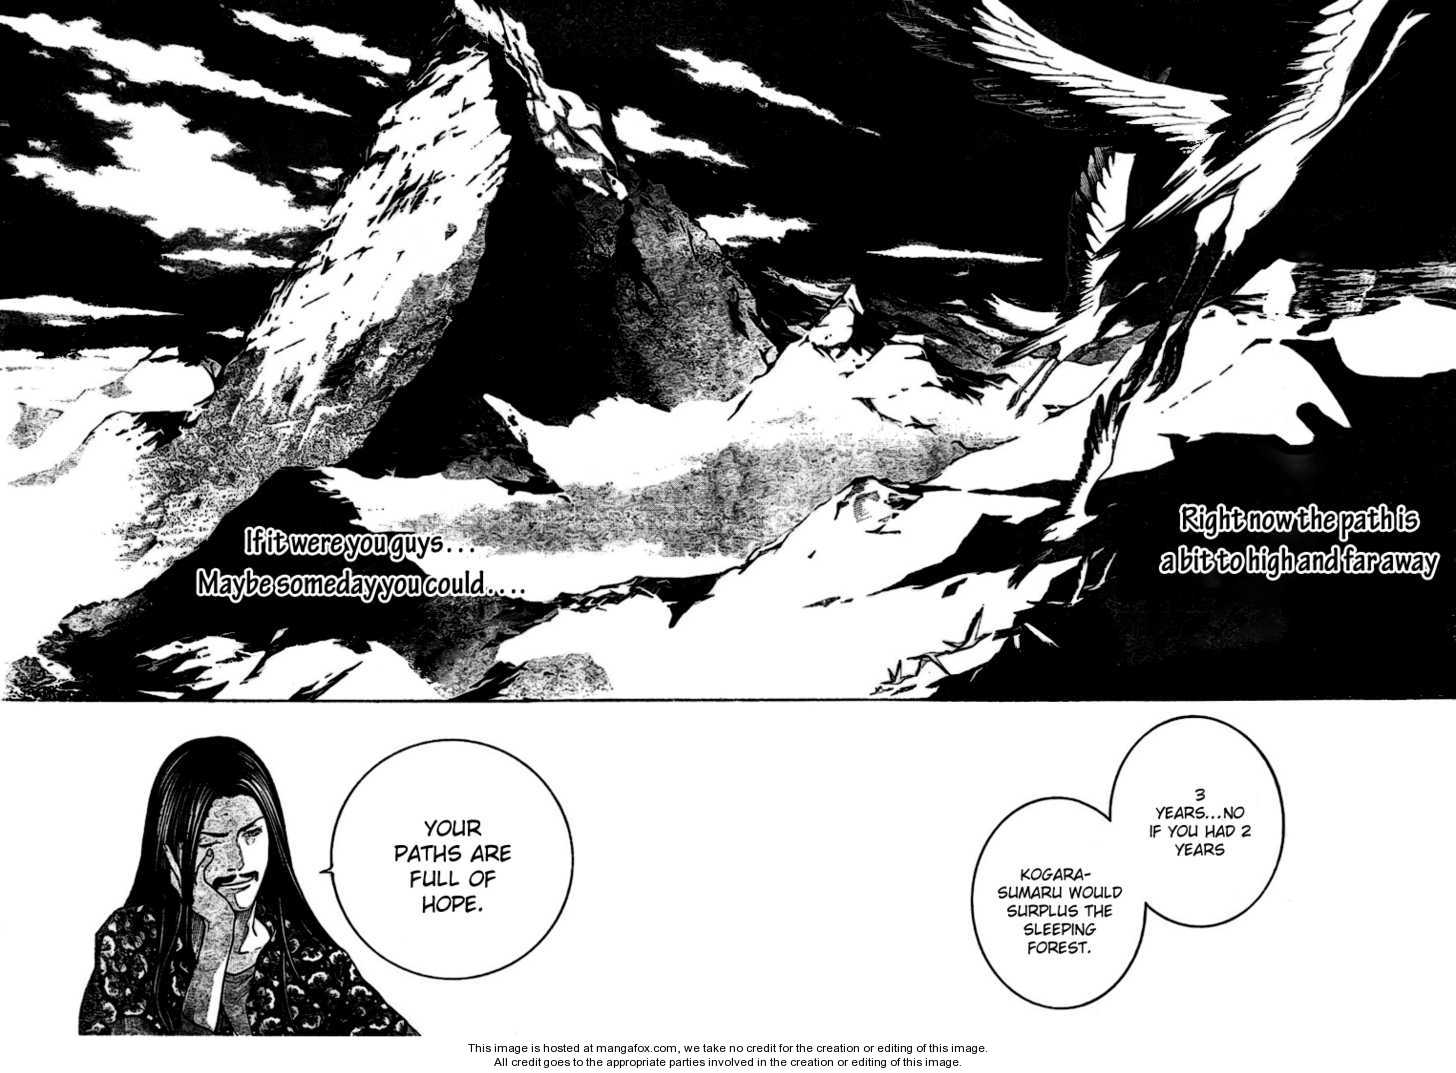 Right now the path is
a bit to high and far away
If it were you guys...
Maybe someday you could....
3
YEARS...NO
IF YOU HAD 2
YEARS
KOGARA-
SUMARU WOULD
SURPLUS THE
SLEEPING
FOREST.
YOUR
PATHS ARE
FULL OF
HOPE.
This image is hosted at mangafox.com, we take no credit for the creation or editing of this image.
All credit goes to the appropriate parties involved in the creation or editing of this image.